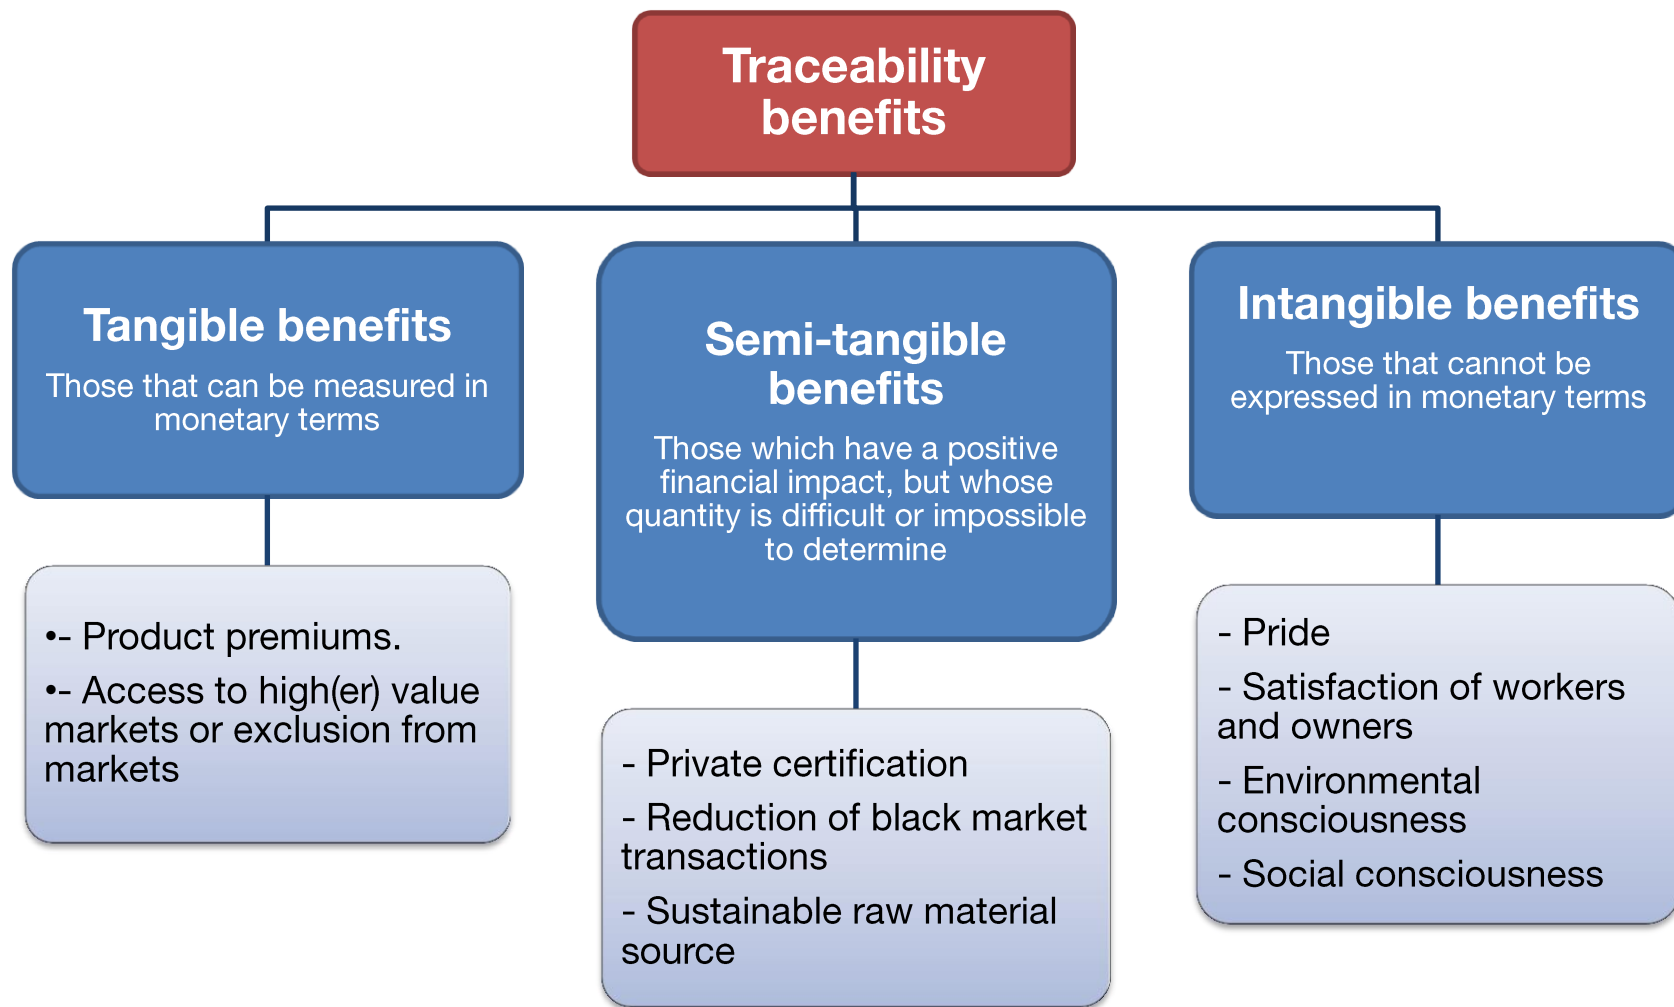 Traceability
benefits
Tangible benefits
Those that can be measured in
monetary terms
Semi-tangible
benefits
Those which have a positive
financial impact, but whose
quantity is difficult or impossible
to determine
Intangible benefits
Those that cannot be
expressed in monetary terms
•- Product premiums.
•- Access to high(er) value
markets or exclusion from
markets
- Private certification
- Reduction of black market
transactions
- Sustainable raw material
source
- Pride
- Satisfaction of workers
and owners
- Environmental
consciousness
- Social consciousness